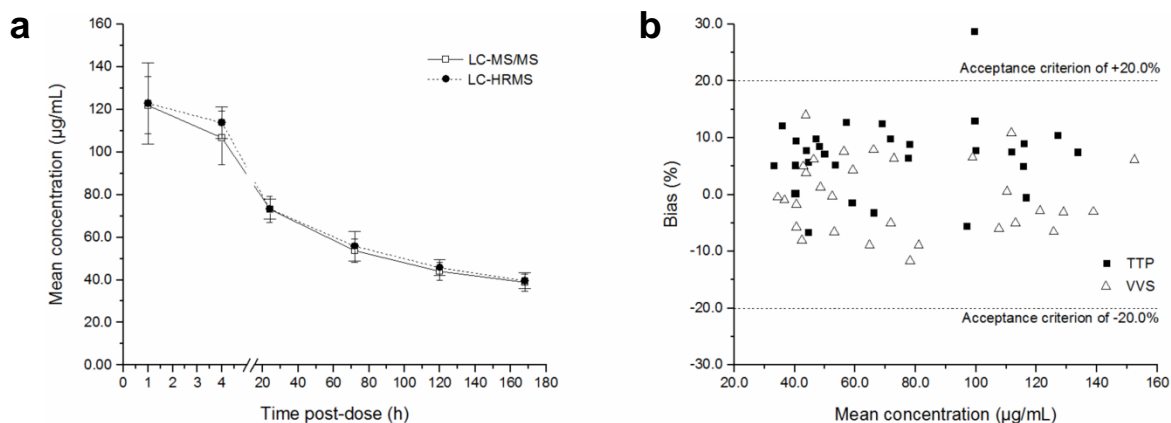 a
160
140
120
100
80.0
60.0
40.0
20.0
0.00
Mean concentration (µg/mL)
LC-MS/MS
LC-HRMS
0 1 4 20 40 60 80 100 120 140 160 180
Time post-dose (h)
b
30.0
20.0
10.0
0.0
-10.0
-20.0
-30.0
Bias (%)
Acceptance criterion of +20.0%
TTP
VVS
Acceptance criterion of -20.0%
20.0 40.0 60.0 80.0 100 120 140 160
Mean concentration (µg/mL)